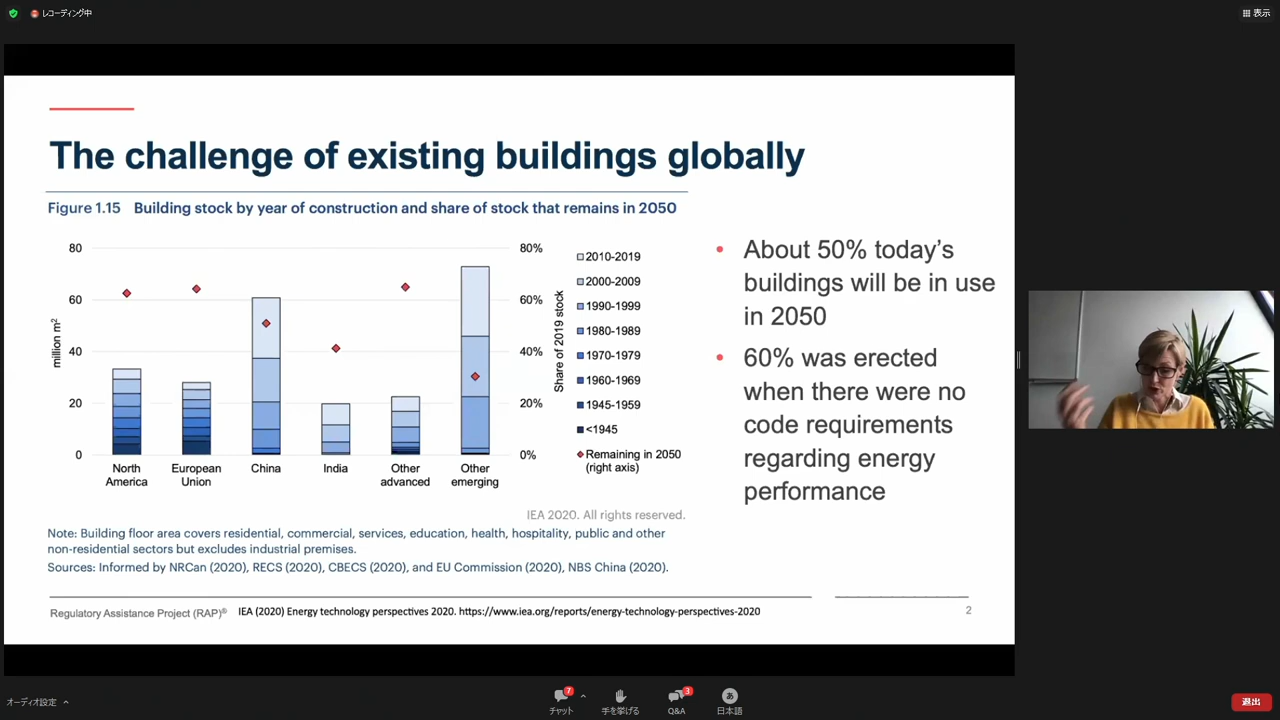 レコーディング中
表示
The challenge of existing buildings globally
Figure 1.15 Building stock by year of construction and share of stock that remains in 2050
80
60
40
20
0
million m²
80%
60%
40%
20%
0%
Share of 2019 stock
2010-2019
2000-2009
1990-1999
1980-1989
1970-1979
1960-1969
1945-1959
<1945
Remaining in 2050
(right axis)
North
America
European
Union
China
India
Other
advanced
Other
emerging
IEA 2020. All rights reserved.
Note: Building floor area covers residential, commercial, services, education, health, hospitality, public and other
non-residential sectors but excludes industrial premises.
Sources: Informed by NRCan (2020), RECS (2020), CBECS (2020), and EU Commission (2020), NBS China (2020).
• About 50% today's
buildings will be in use
in 2050
• 60% was erected
when there were no
code requirements
regarding energy
performance
Regulatory Assistance Project (RAP)®
IEA (2020) Energy technology perspectives 2020. https://www.iea.org/reports/energy-technology-perspectives-2020
2
オーディオ設定
7
チャット
手を挙げる
3
Q&A
あ
日本語
退出